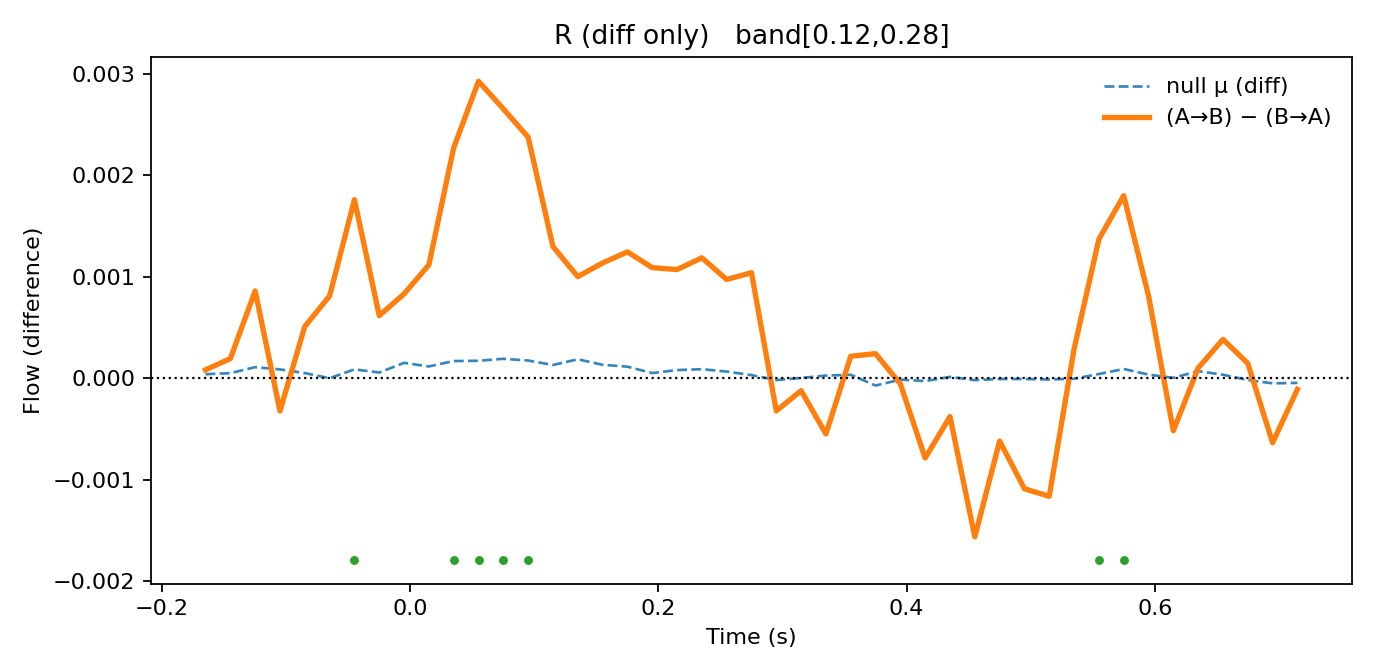 R (diff only)   band[0.12,0.28]
null μ (diff)
(A→B) − (B→A)
Flow (difference)
0.003
0.002
0.001
0.000
−0.001
−0.002
−0.2
0.0
0.2
0.4
0.6
Time (s)